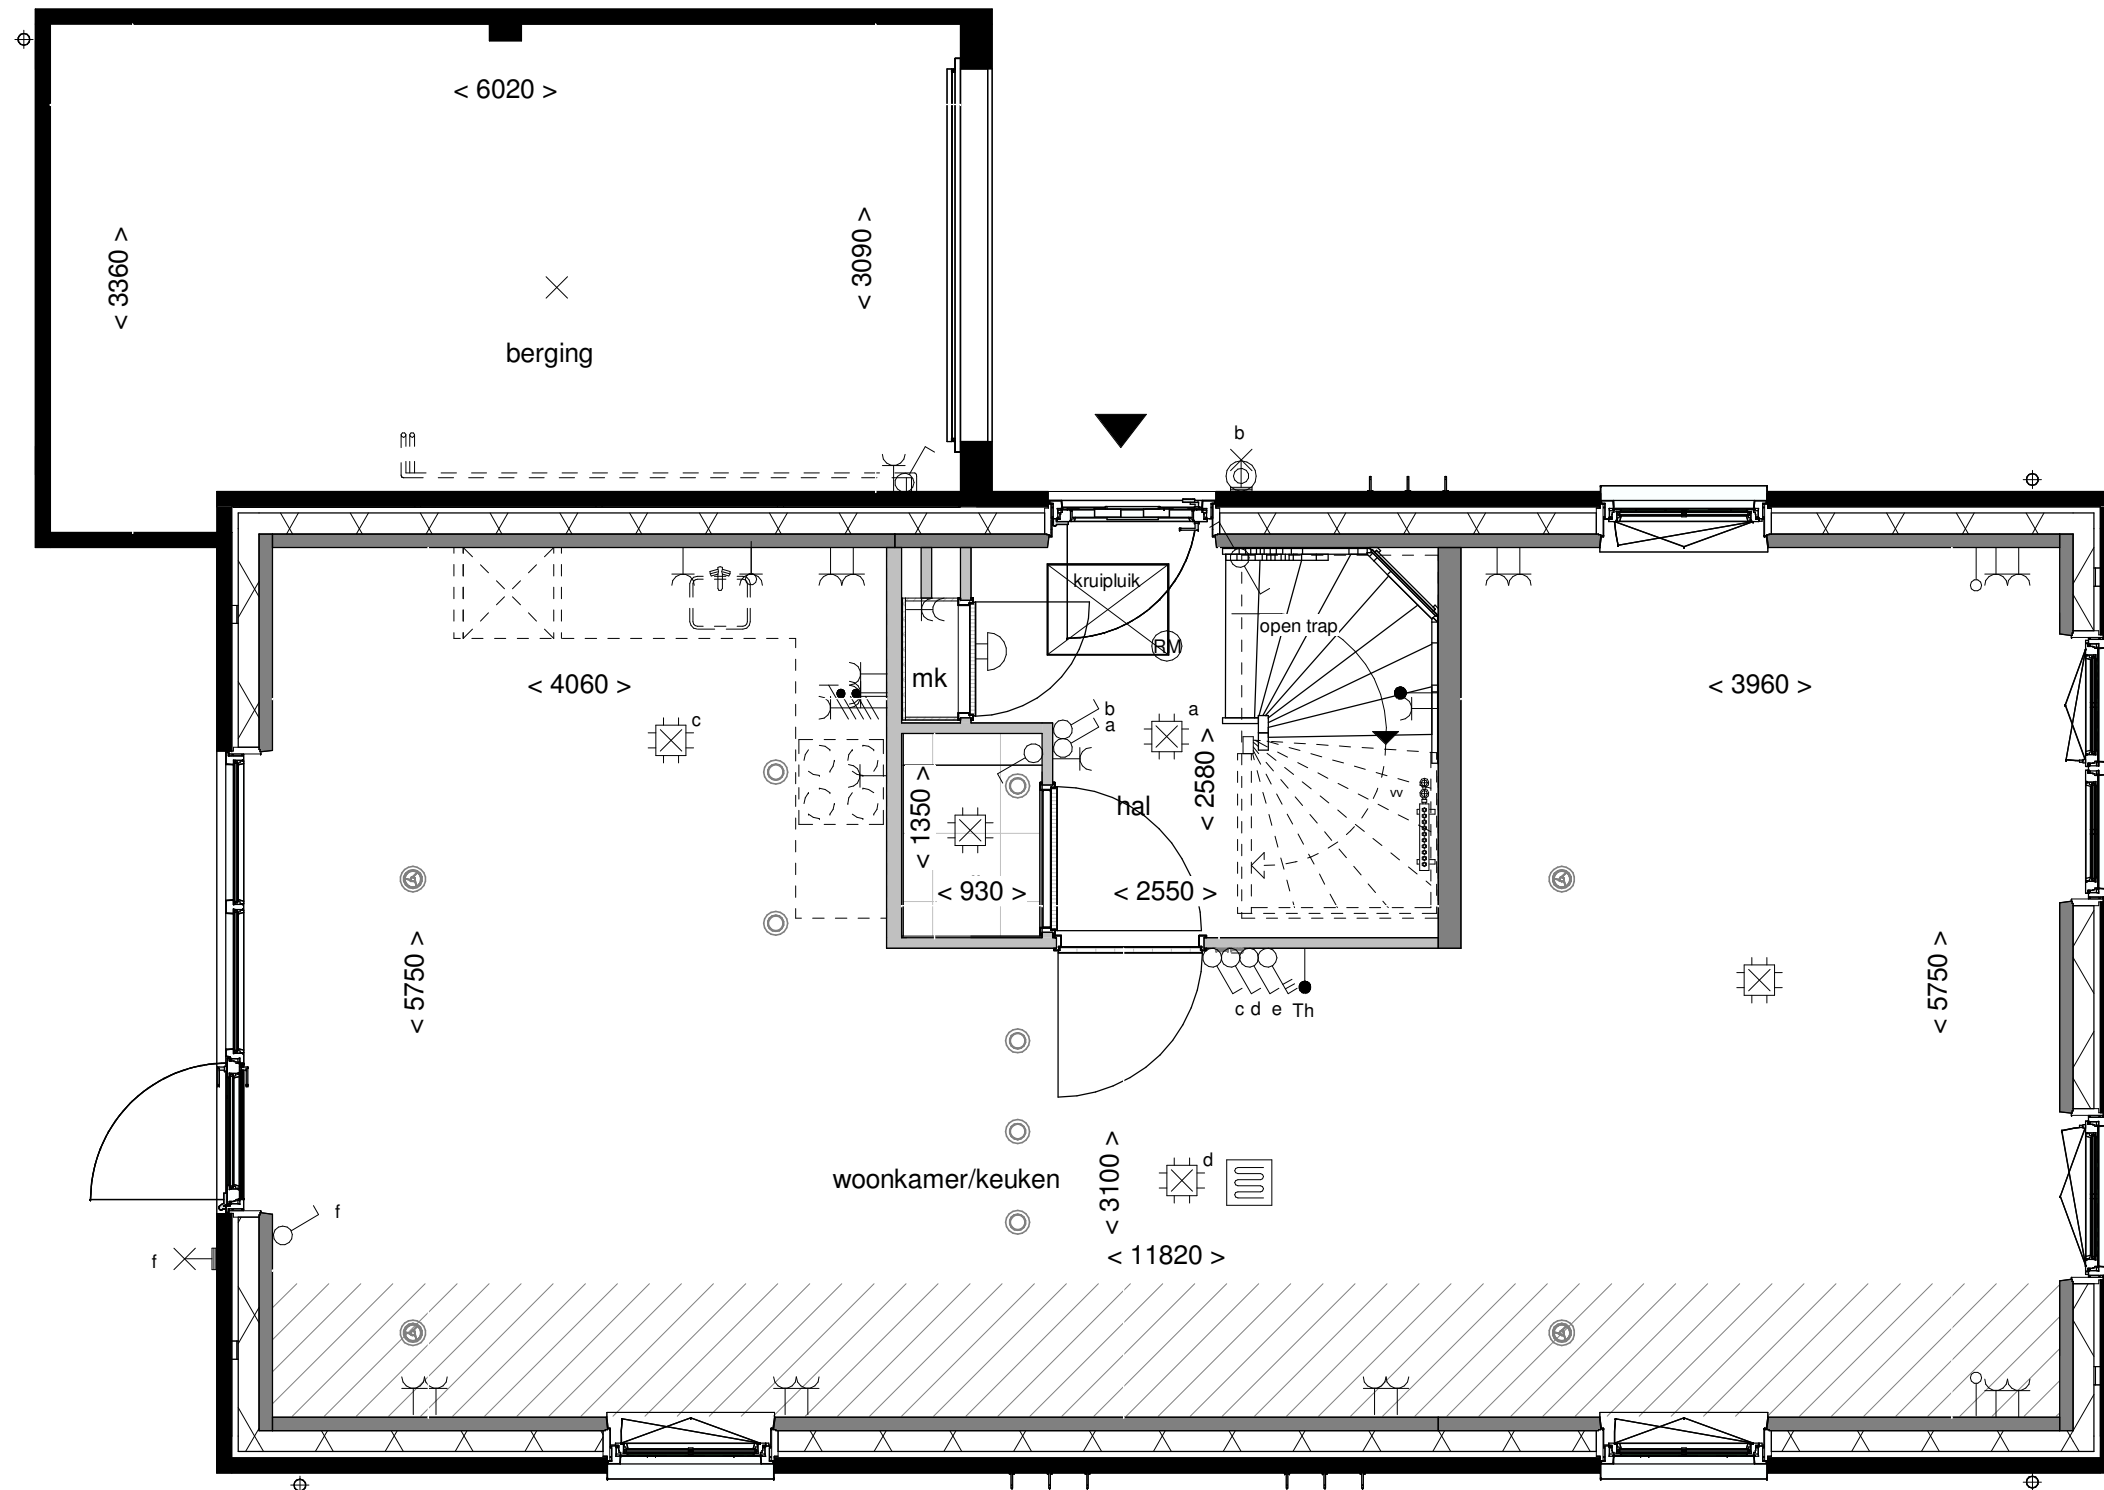 < 6020 >
< 3360 >
< 3090 >
berging
b
kruipluik
open trap
RM
mk
< 4060 >
< 3960 >
c
b
a
a
< 2580 >
vv
< 1350 >
hal
< 930 >
< 2550 >
< 5750 >
< 5750 >
c d e Th
< 3100 >
d
woonkamer/keuken
f
f
< 11820 >